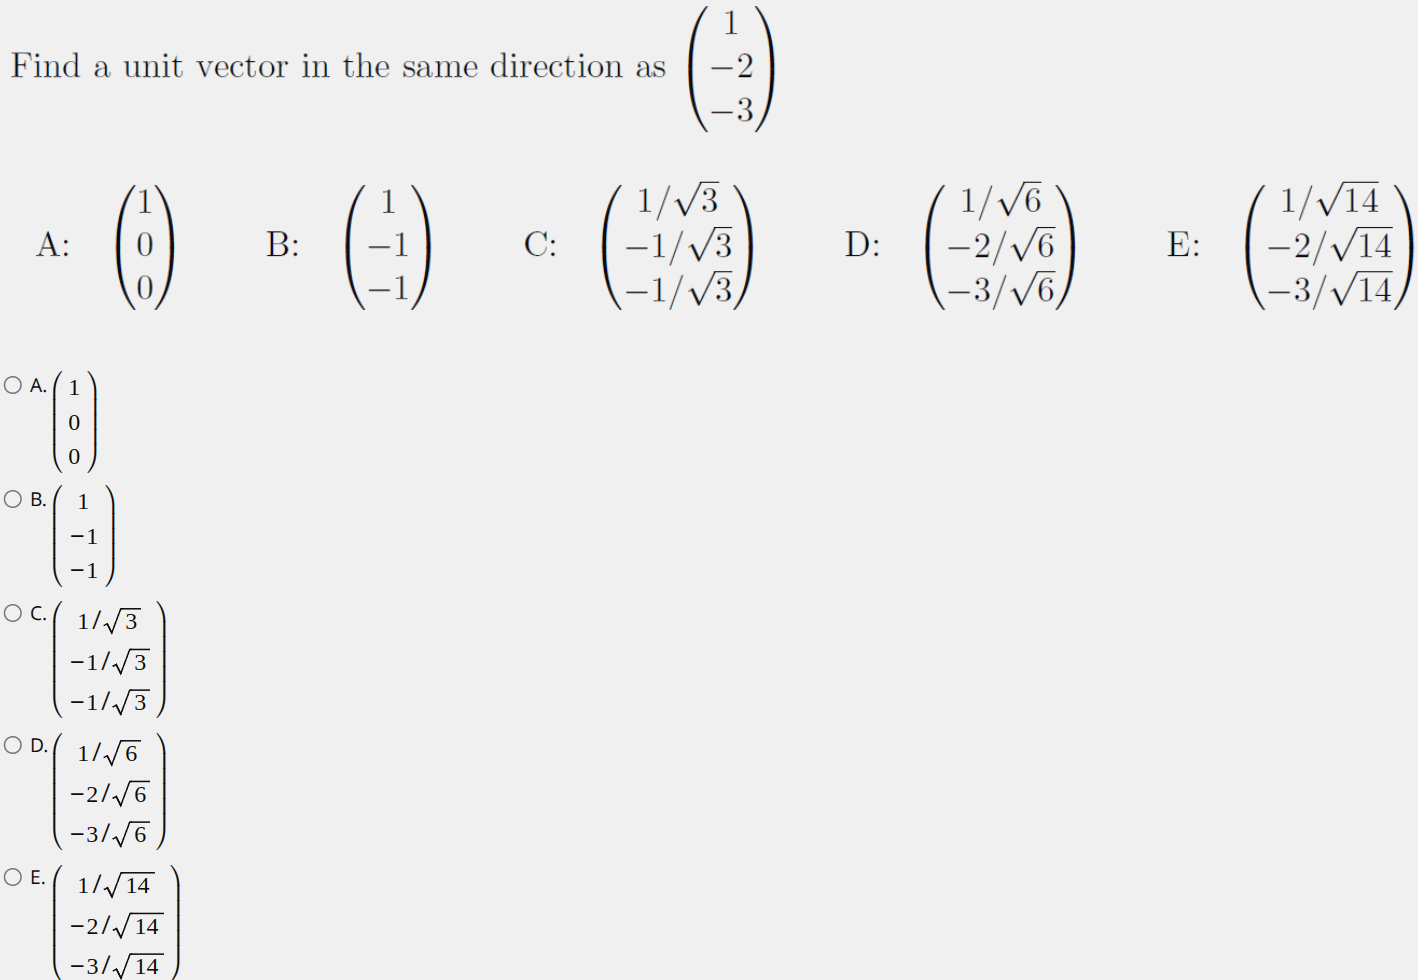 Find a unit vector in the same direction as $\begin{pmatrix} 1 \\ -2 \\ -3 \end{pmatrix}$
A: $\begin{pmatrix} 1 \\ 0 \\ 0 \end{pmatrix}$ B: $\begin{pmatrix} 1 \\ -1 \\ -1 \end{pmatrix}$ C: $\begin{pmatrix} 1/\sqrt{3} \\ -1/\sqrt{3} \\ -1/\sqrt{3} \end{pmatrix}$ D: $\begin{pmatrix} 1/\sqrt{6} \\ -2/\sqrt{6} \\ -3/\sqrt{6} \end{pmatrix}$ E: $\begin{pmatrix} 1/\sqrt{14} \\ -2/\sqrt{14} \\ -3/\sqrt{14} \end{pmatrix}$
A. $\begin{pmatrix} 1 \\ 0 \\ 0 \end{pmatrix}$
B. $\begin{pmatrix} 1 \\ -1 \\ -1 \end{pmatrix}$
C. $\begin{pmatrix} 1/\sqrt{3} \\ -1/\sqrt{3} \\ -1/\sqrt{3} \end{pmatrix}$
D. $\begin{pmatrix} 1/\sqrt{6} \\ -2/\sqrt{6} \\ -3/\sqrt{6} \end{pmatrix}$
E. $\begin{pmatrix} 1/\sqrt{14} \\ -2/\sqrt{14} \\ -3/\sqrt{14} \end{pmatrix}$